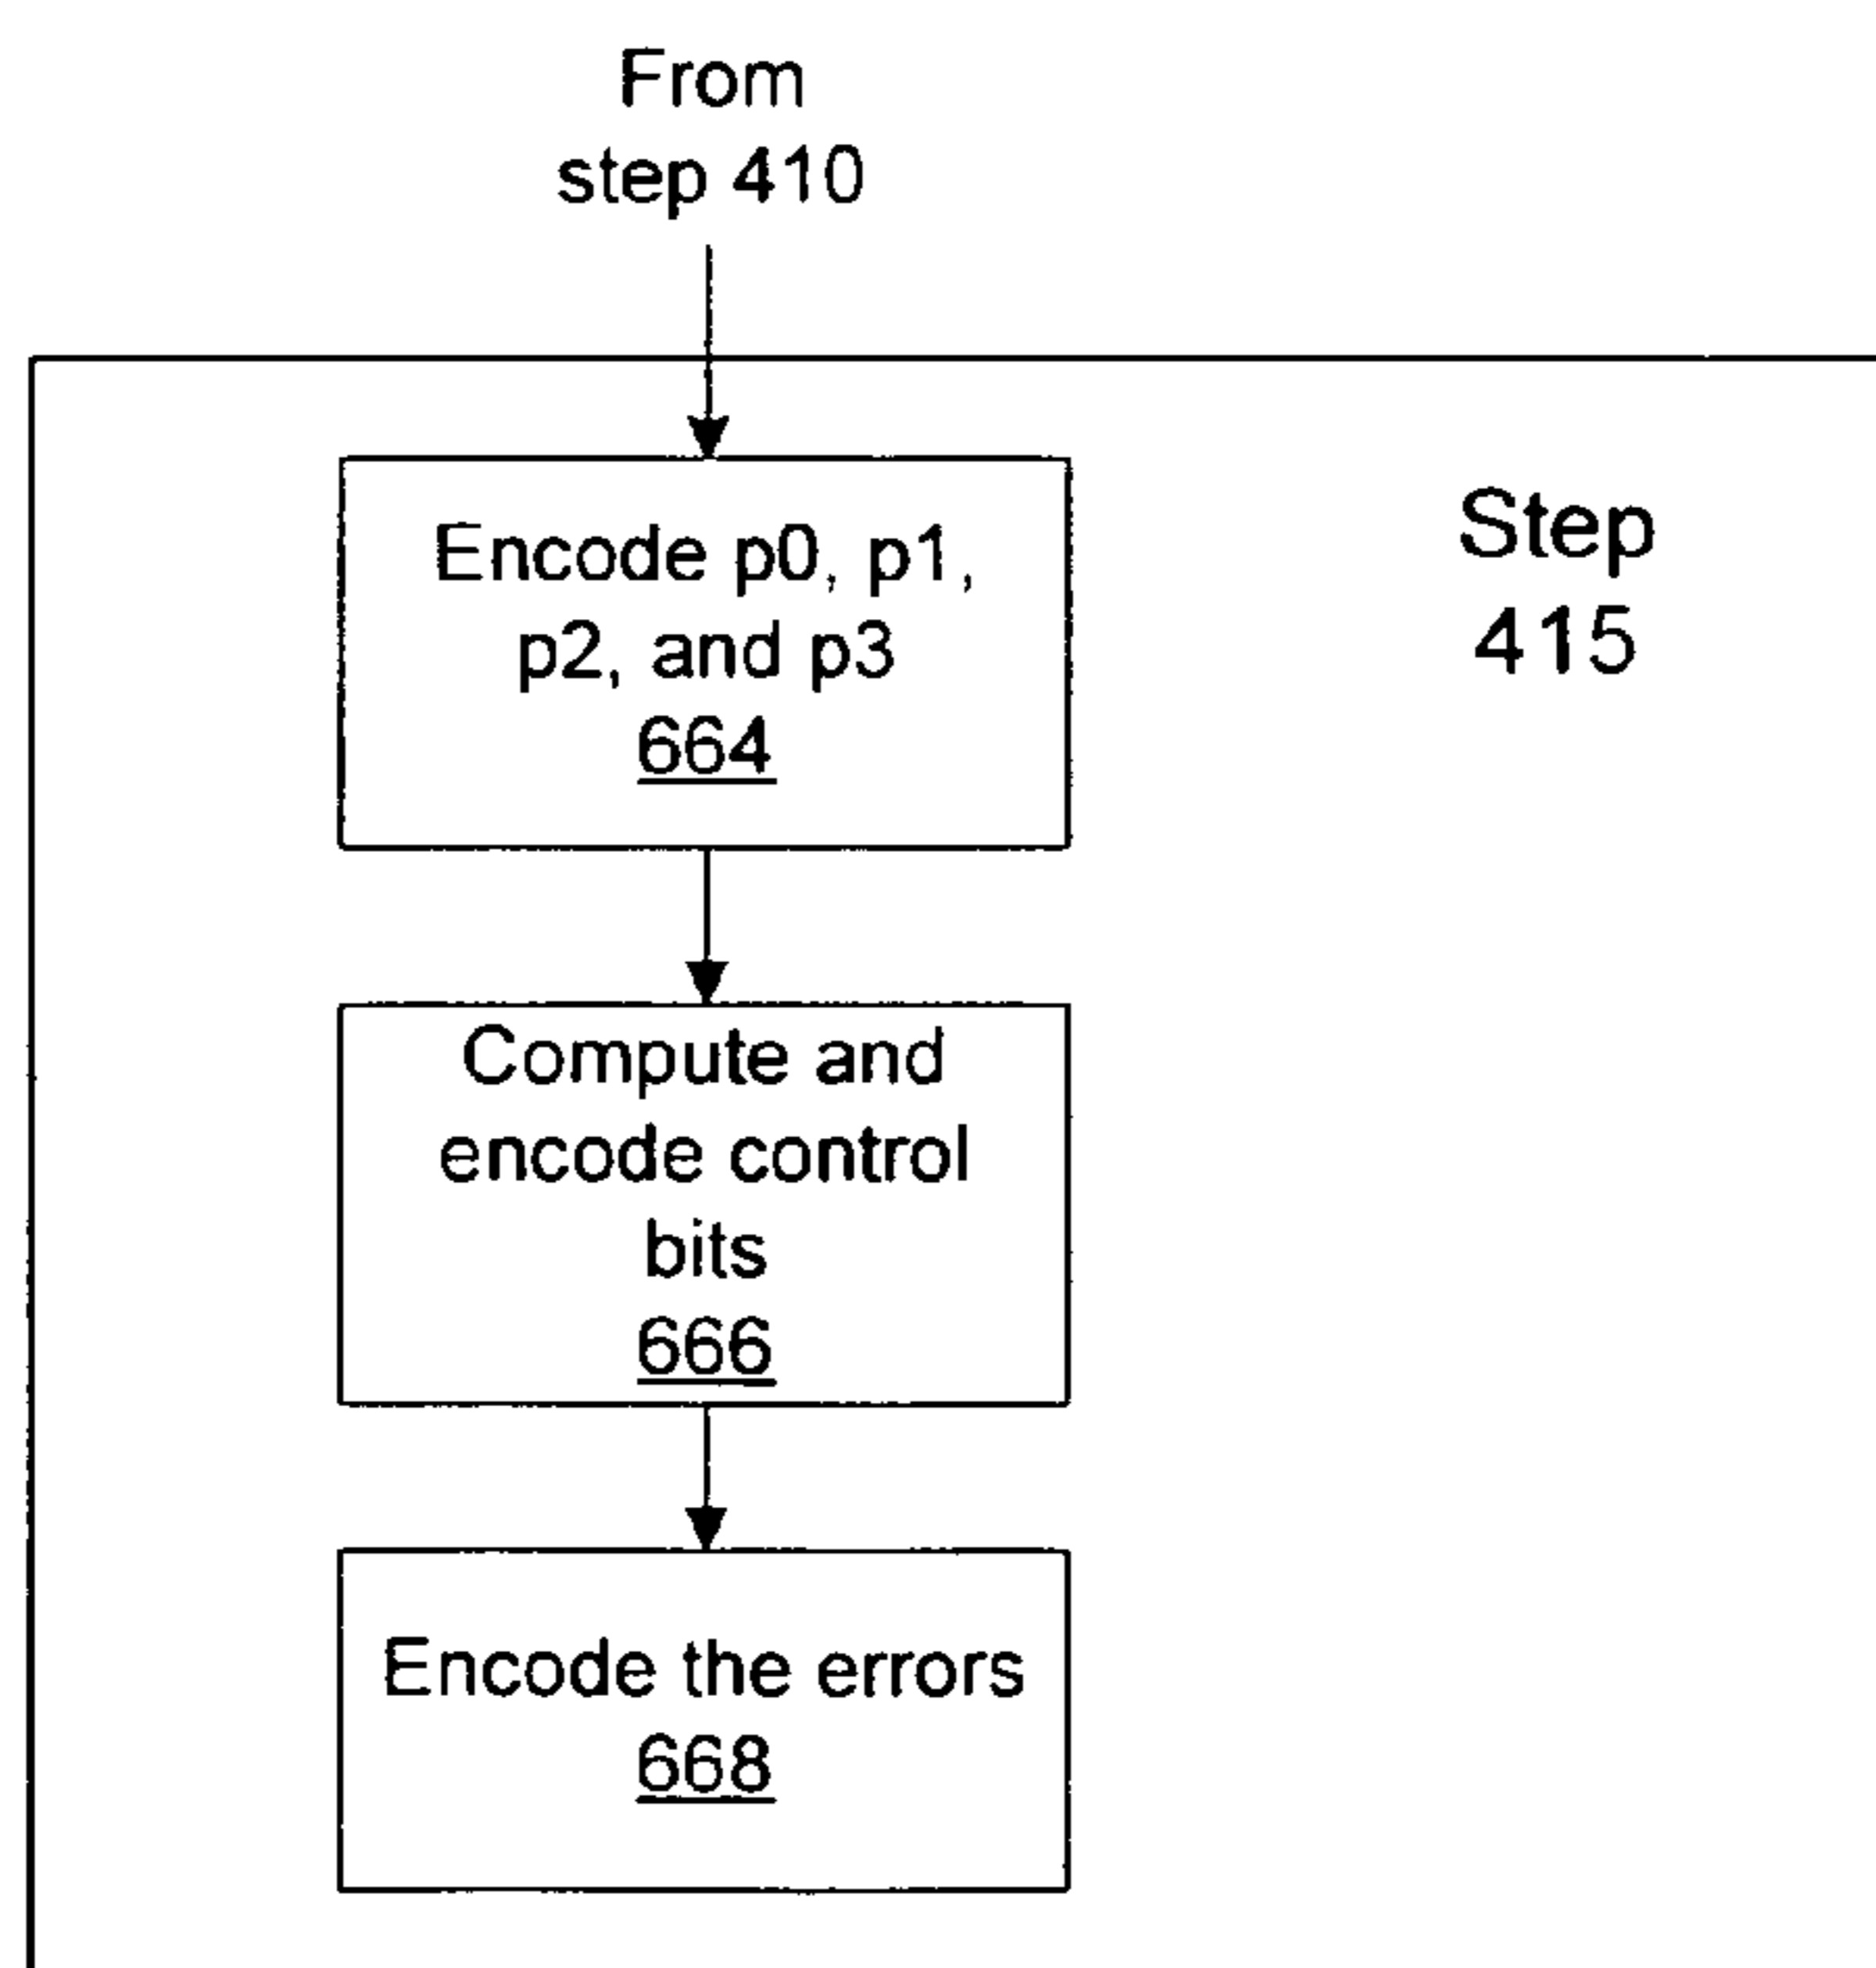 From
step 410
Step
415
Encode p0, p1,
p2, and p3
664
Compute and
encode control
bits
666
Encode the errors
668